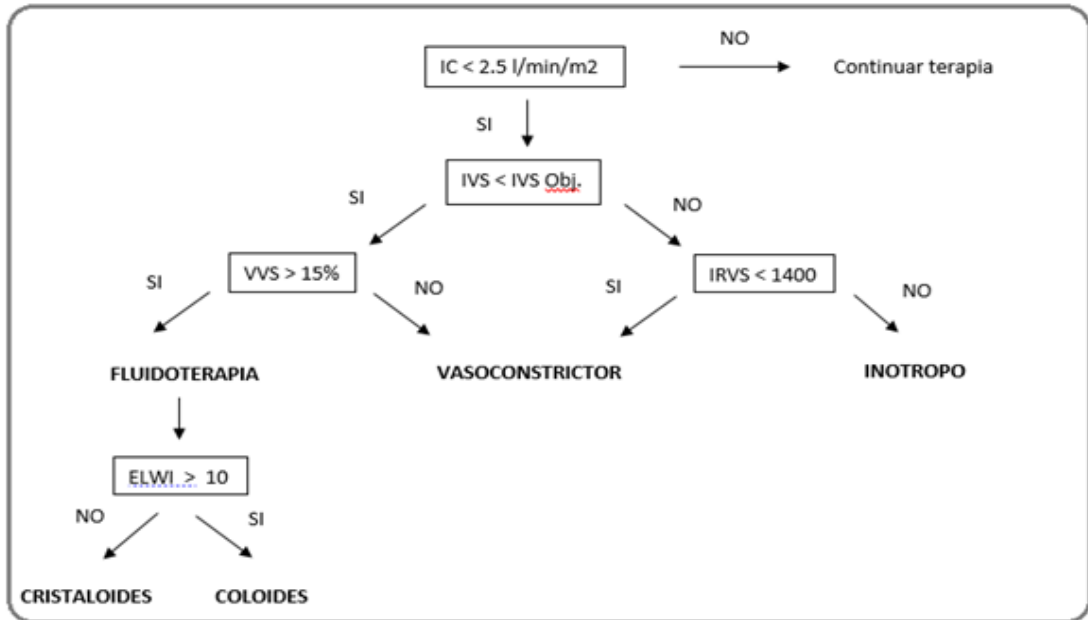 NO
IC < 2.5 l/min/m2
Continuar terapia
SI
IVS < IVS Obj.
SI
NO
VVS > 15%
IRVS < 1400
SI
NO
SI
NO
FLUIDOTERAPIA
VASOCONSTRICTOR
INOTROPO
ELWI > 10
NO
SI
CRISTALOIDES
COLOIDES